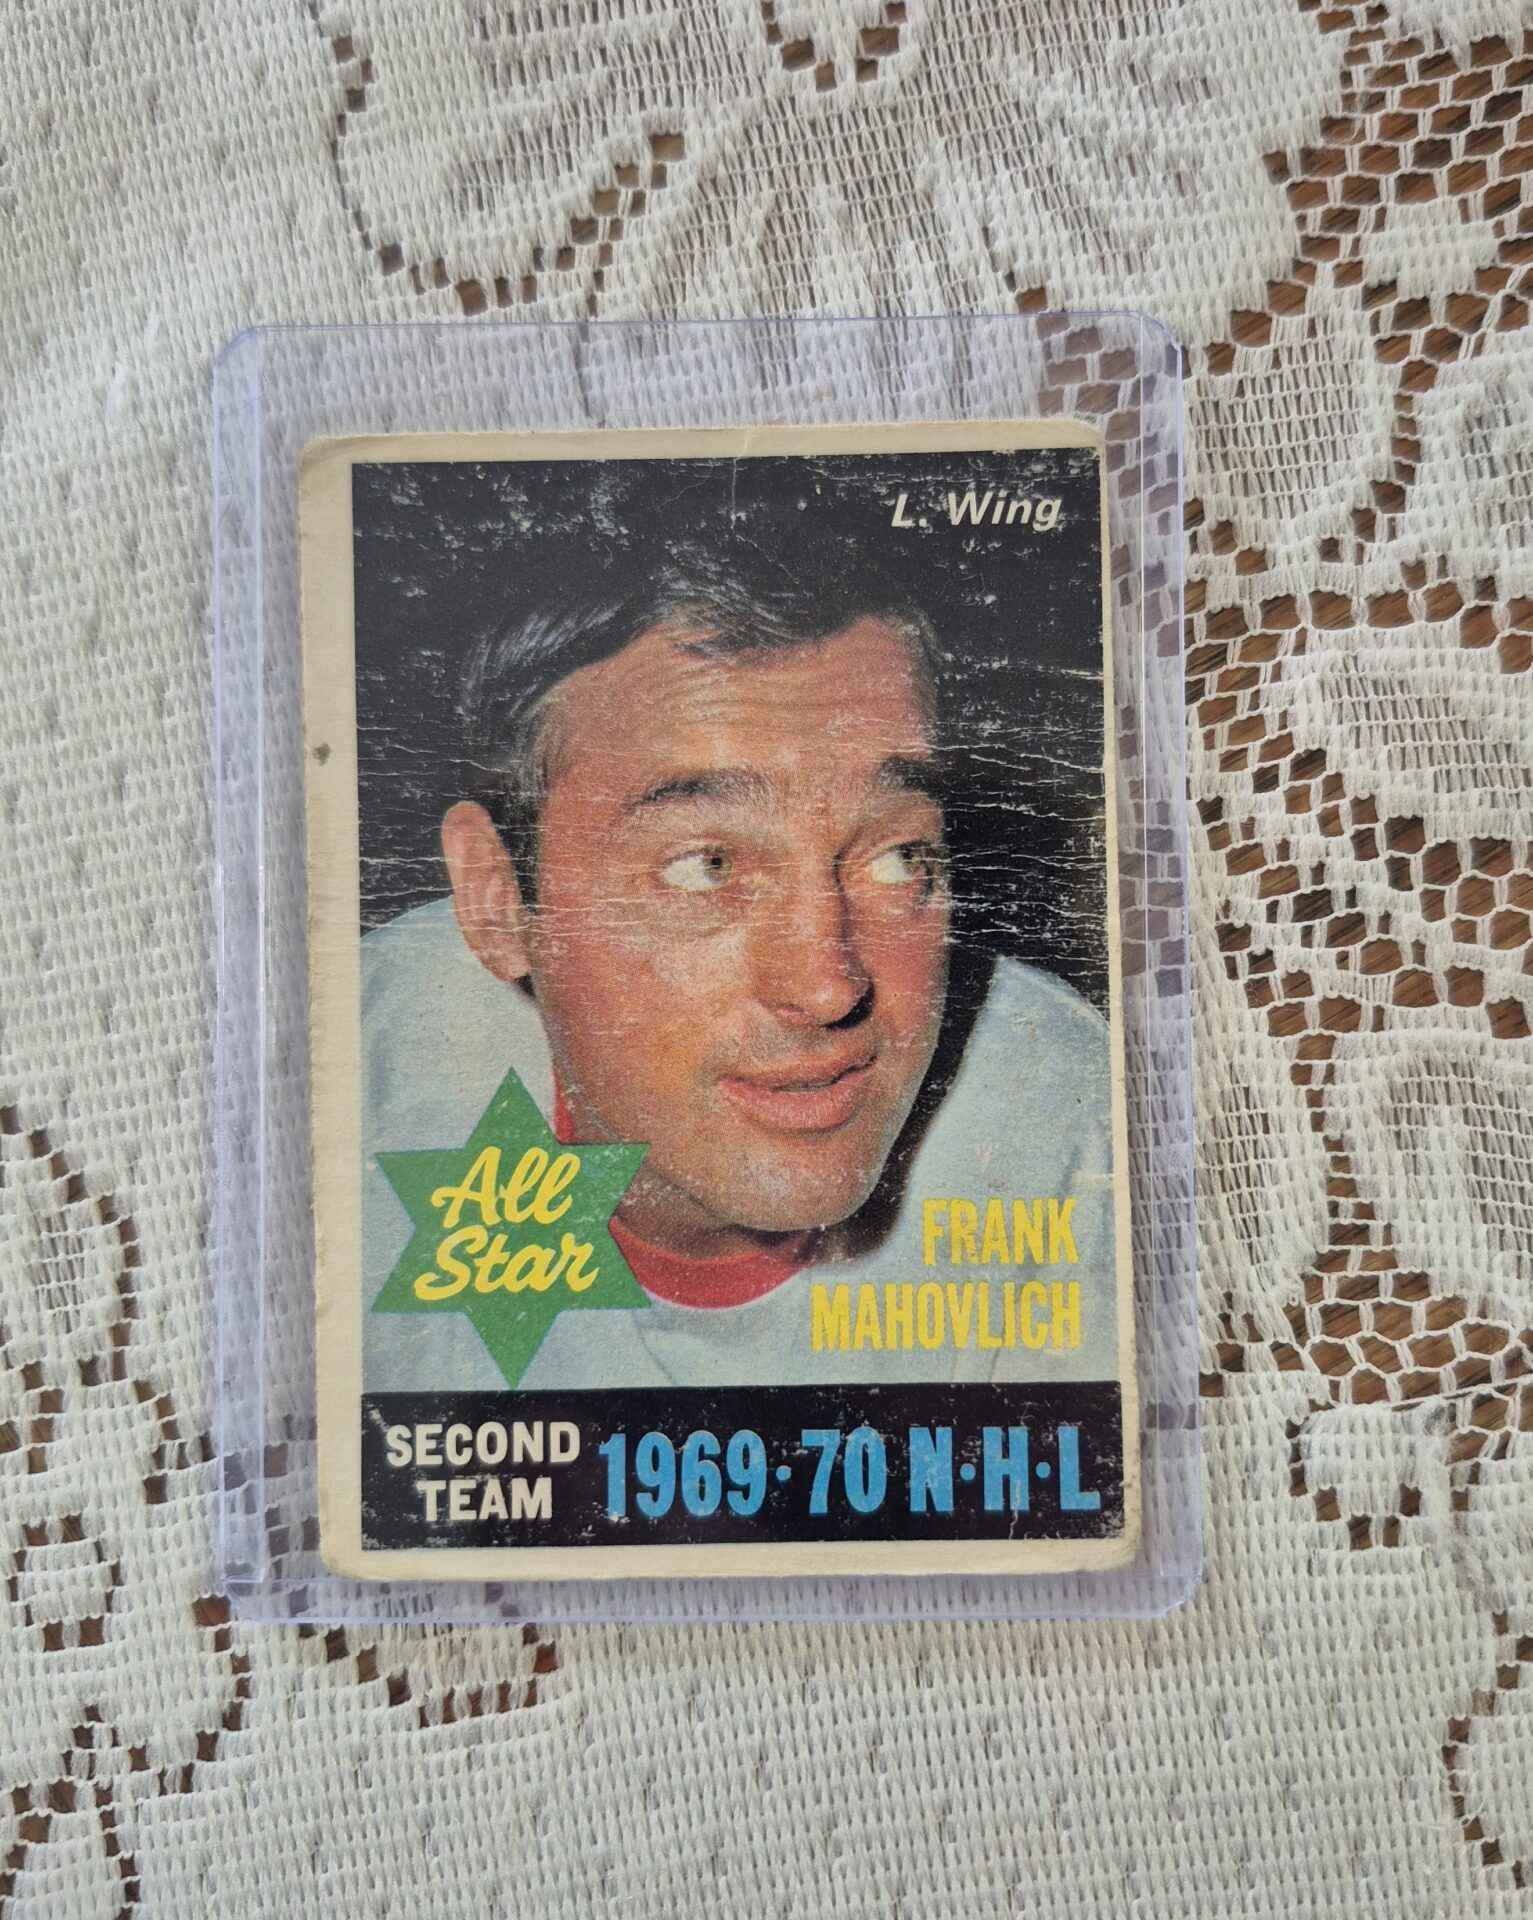 L. Wing
All
Star
FRANK
MAHOVLICH
SECOND
TEAM
1969·70 N·H·L